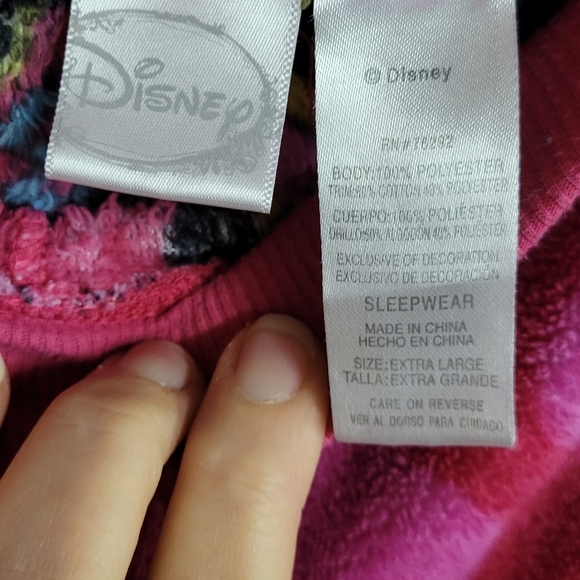 Disney
© Disney
RN# 76292
BODY:100% POLYESTER
TRIM:60% COTTON 40% POLYESTER
CUERPO:100% POLIÉSTER
ORILLO:60% ALGODON 40% POLIÉSTER
EXCLUSIVE OF DECORATION
EXCLUSIVO DE DECORACIÓN
SLEEPWEAR
MADE IN CHINA
HECHO EN CHINA
SIZE:EXTRA LARGE
TALLA:EXTRA GRANDE
CARE ON REVERSE
VER AL DORSO PARA CUIDADO